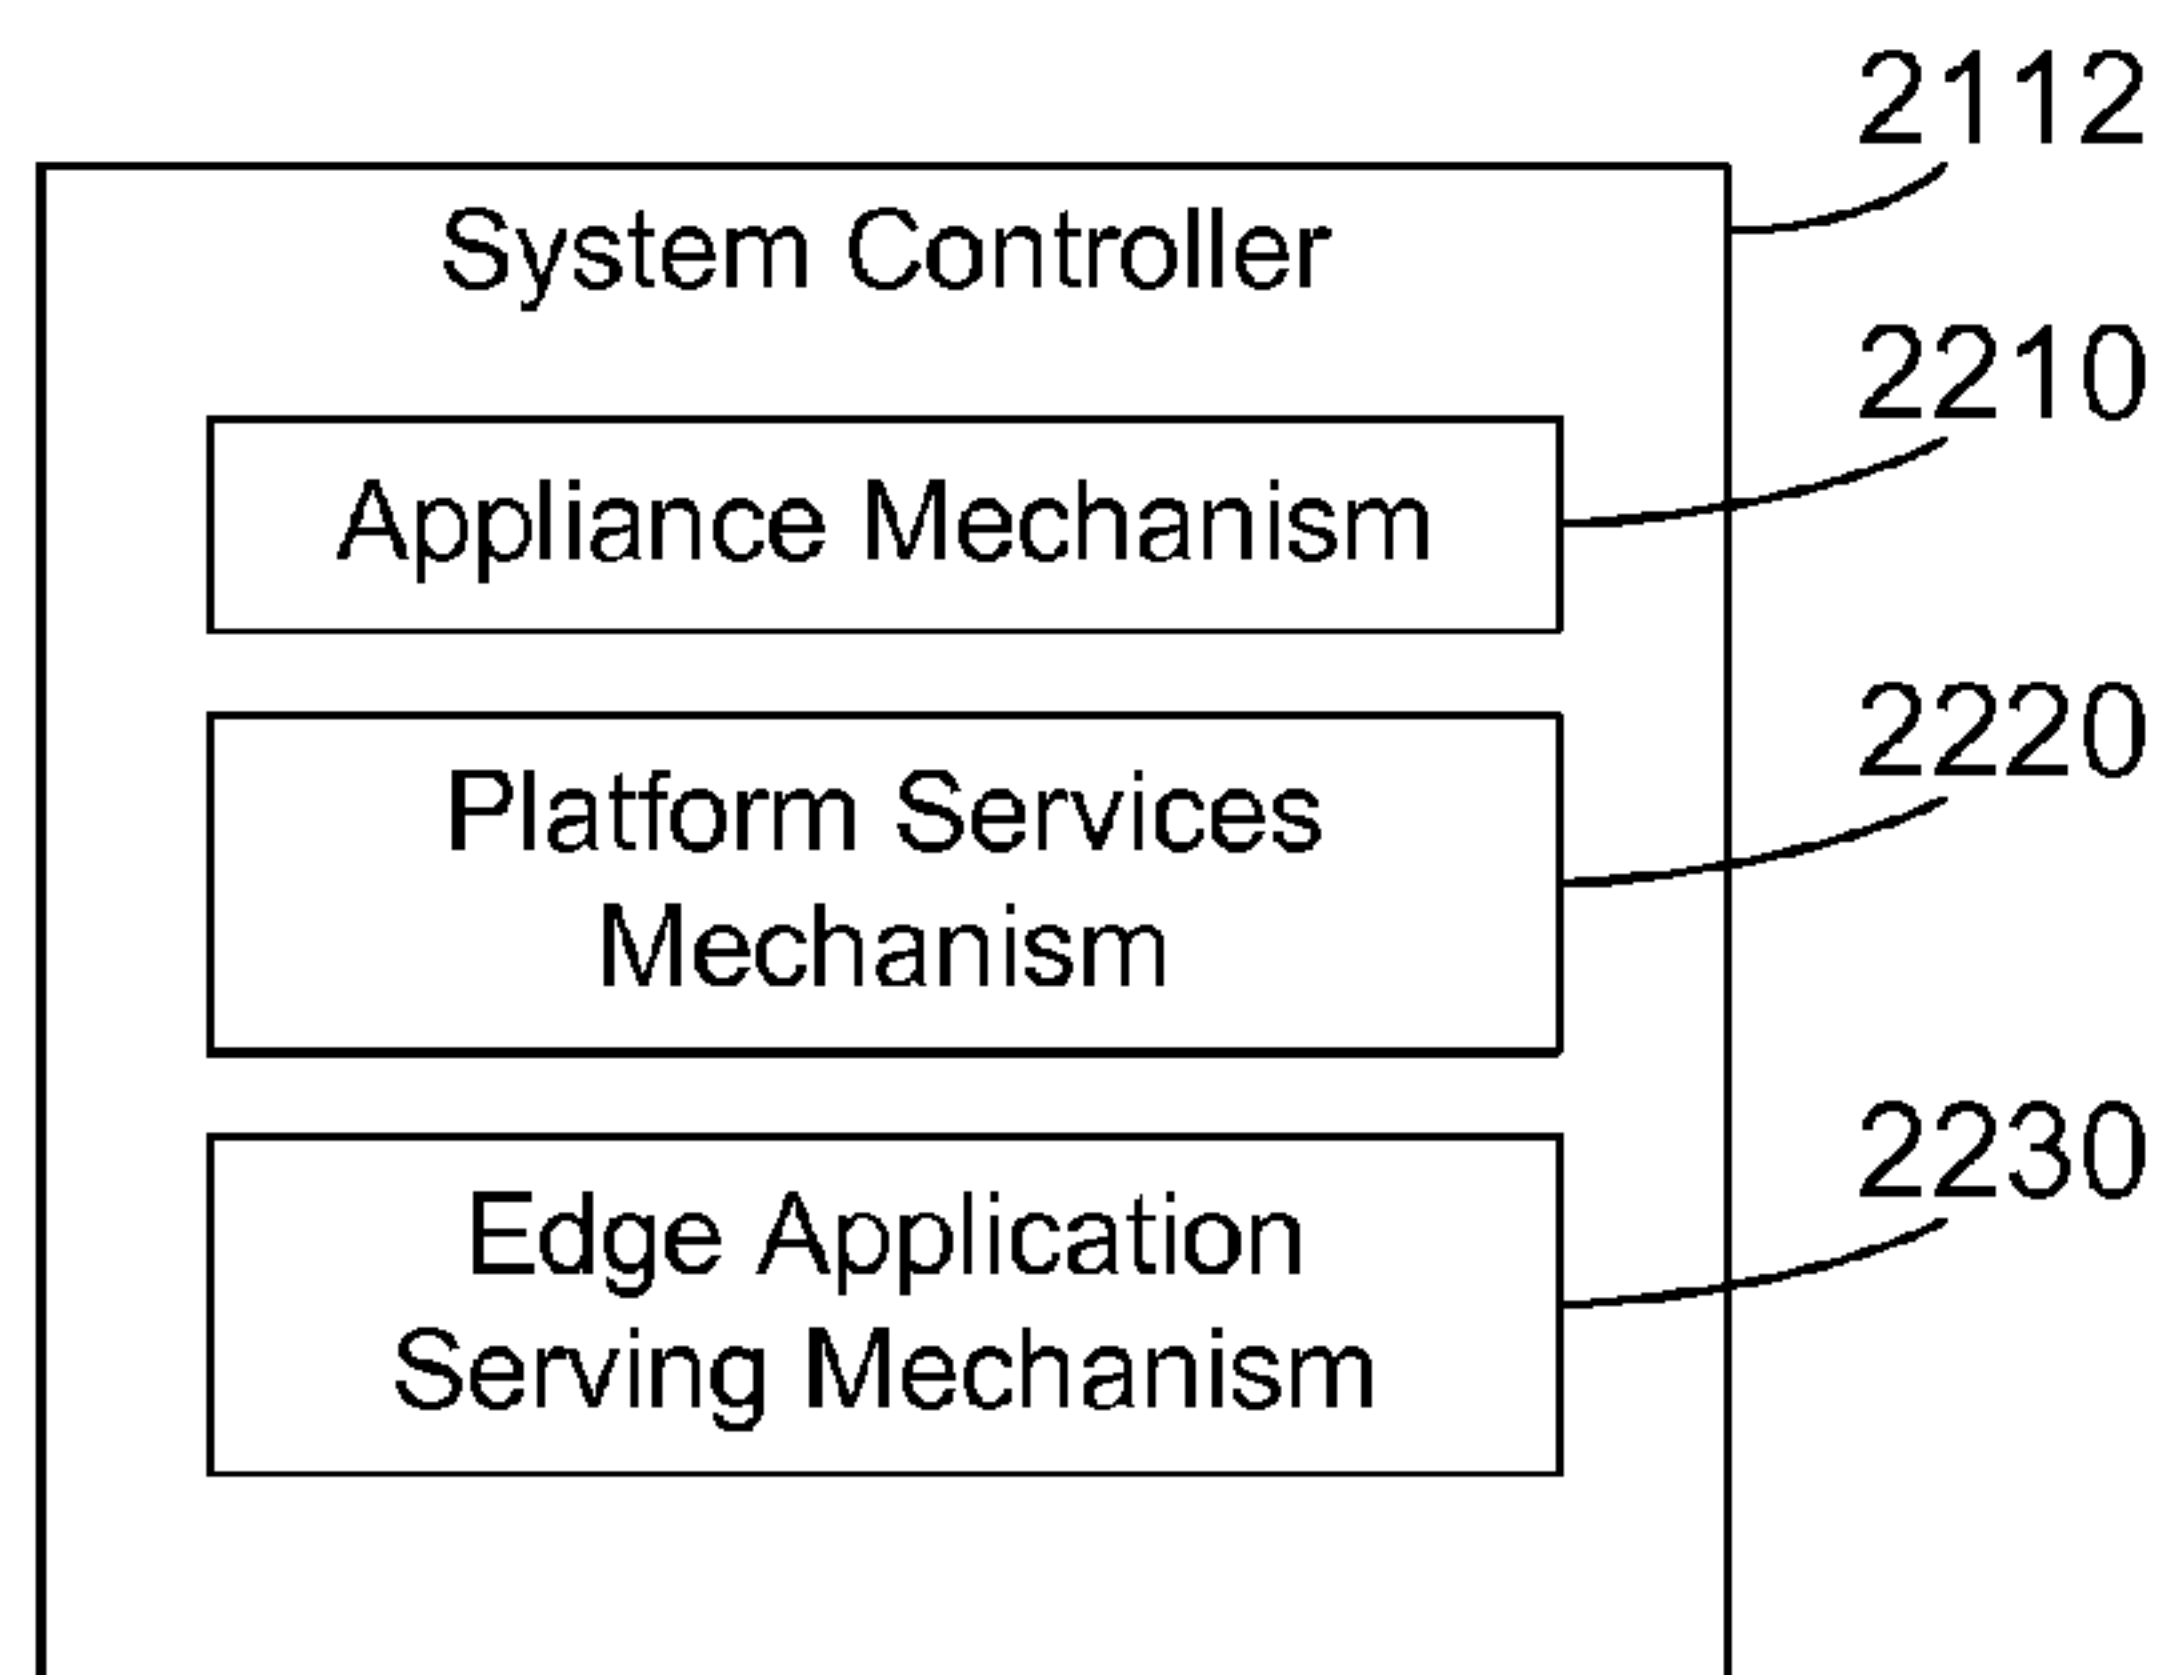 2112
System Controller
2210
Appliance Mechanism
2220
Platform Services
Mechanism
2230
Edge Application
Serving Mechanism